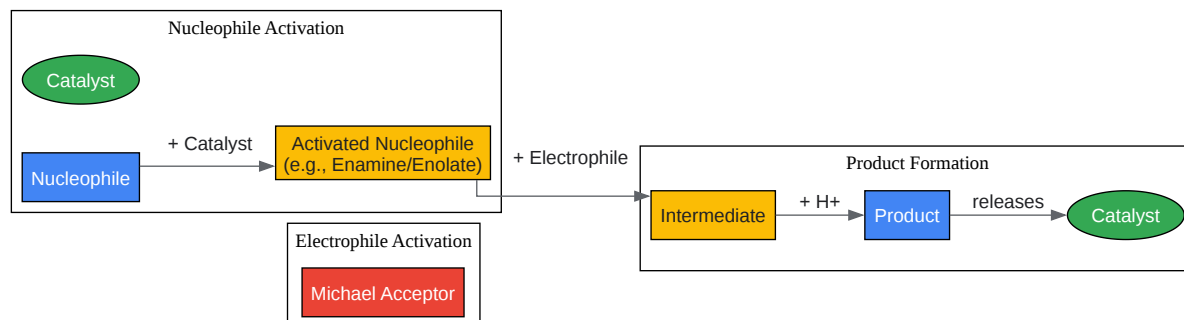 Nucleophile Activation
Catalyst
Nucleophile
+ Catalyst
Activated Nucleophile
(e.g., Enamine/Enolate)
+ Electrophile
Electrophile Activation
Michael Acceptor
Product Formation
Intermediate
+ H+
Product
releases
Catalyst